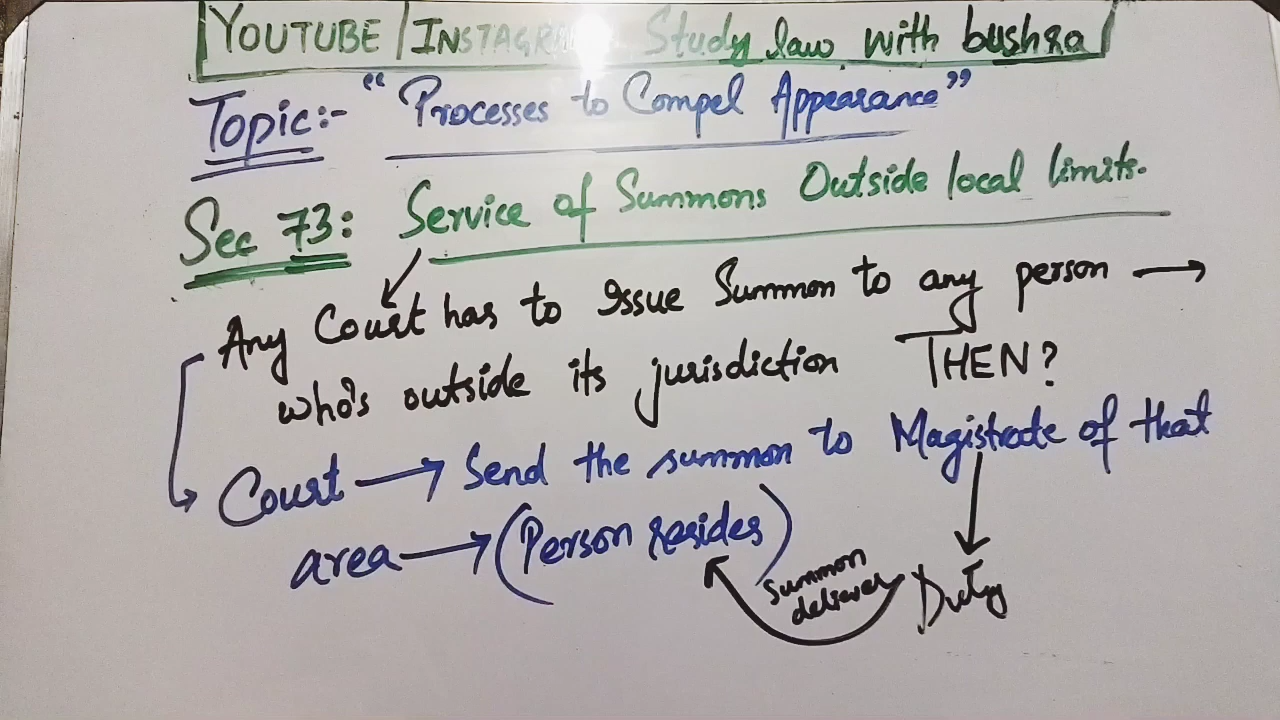 YOUTUBE/INSTAGRAM Study law with bushra
Topic:- "Processes to Compel Appearance"
Sec 73: Service of Summons Outside local limits.
Any Court has to Issue Summon to any person →
who's outside its jurisdiction THEN?
Court → Send the summon to Magistrate of that
area → (Person resides)
Summon
deliver
Duty